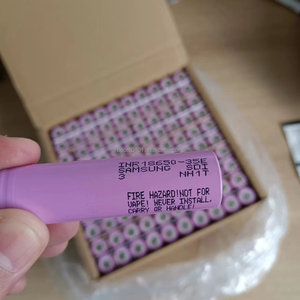 INR18650-35E
SAMSUNG SDI
3 NH1T
FIRE HAZARD!NOT FOR
VAPE! NEVER INSTALL,
CARRY OR HANDLE!